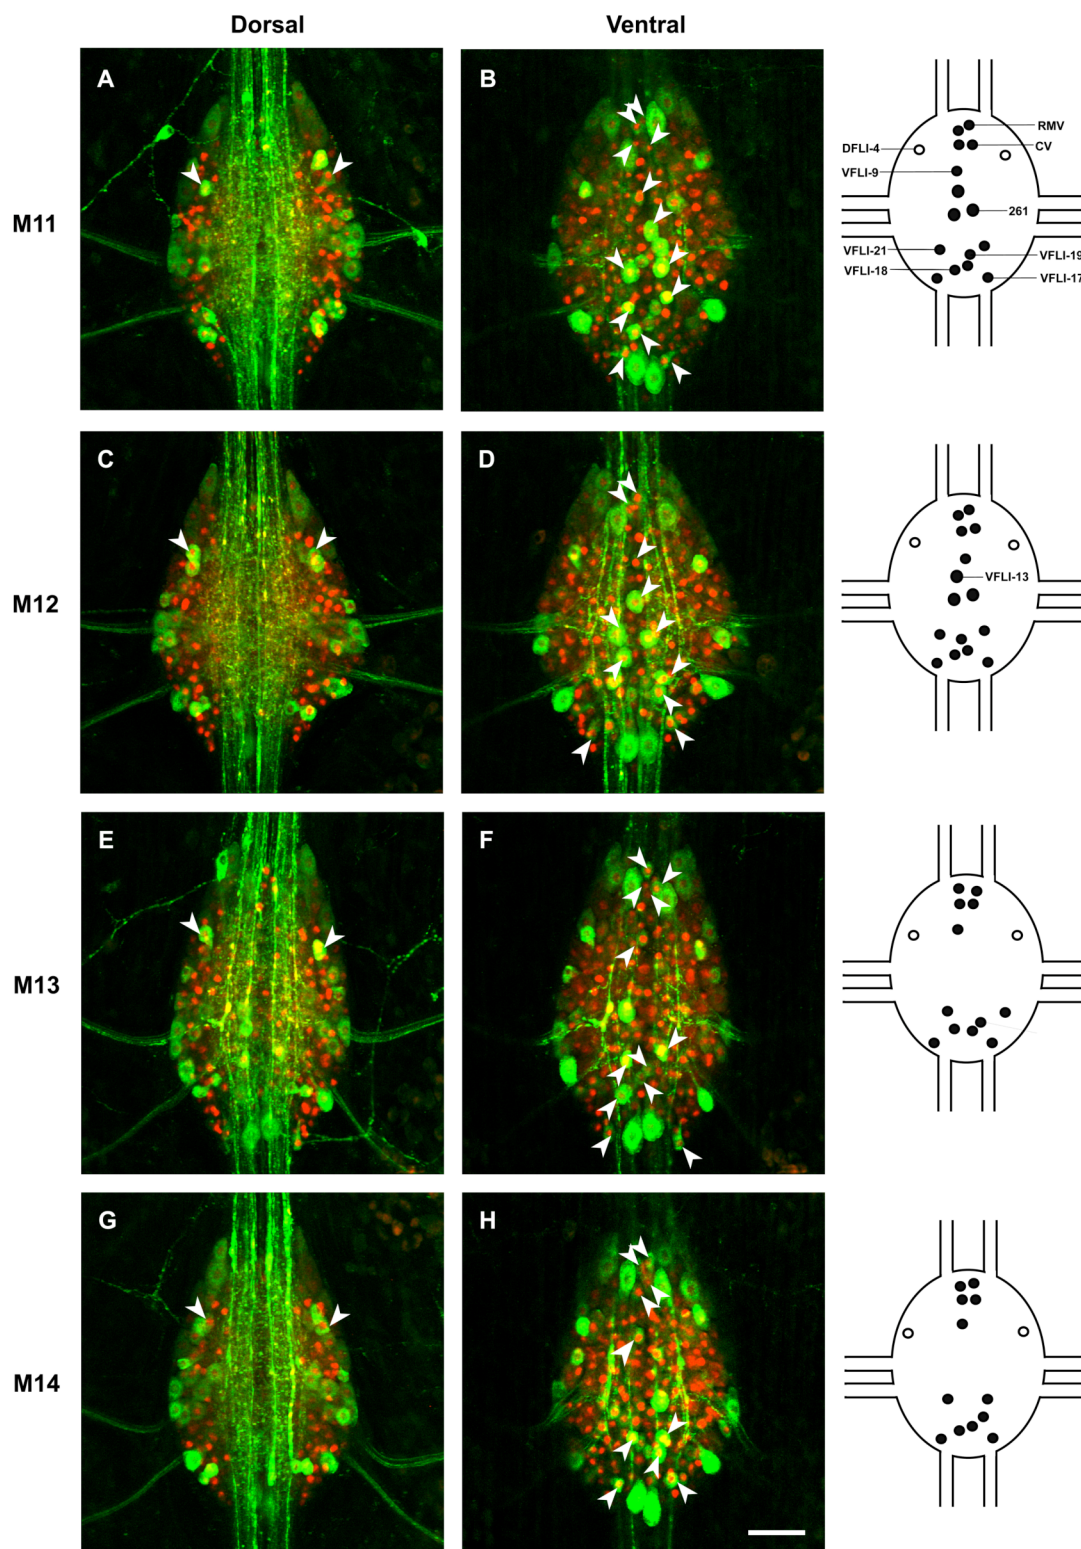 Dorsal Ventral
A B
M11
RMV
DFLI-4 CV
VFLI-9
261
VFLI-21 VFLI-19
VFLI-18 VFLI-17
C D
M12
VFLI-13
E F
M13
G H
M14